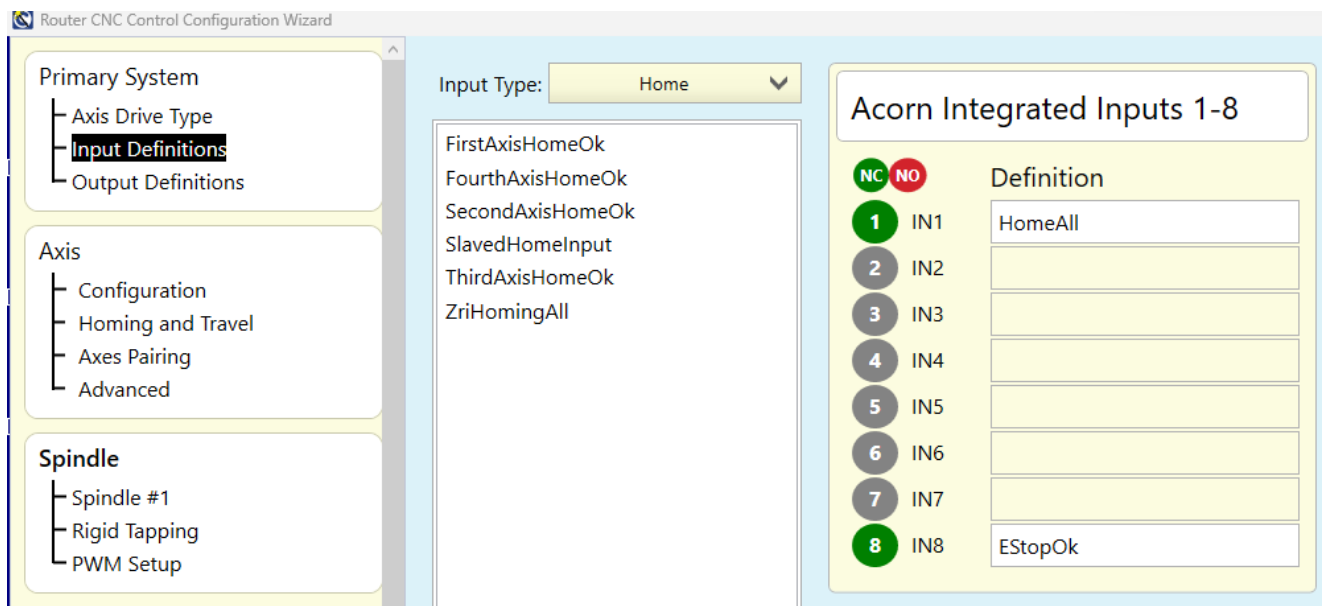 Router CNC Control Configuration Wizard
Primary System
Axis Drive Type
Input Definitions
Output Definitions
Axis
Configuration
Homing and Travel
Axes Pairing
Advanced
Spindle
Spindle #1
Rigid Tapping
PWM Setup
Input Type: Home
FirstAxisHomeOk
FourthAxisHomeOk
SecondAxisHomeOk
SlavedHomeInput
ThirdAxisHomeOk
ZriHomingAll
Acorn Integrated Inputs 1-8
NC NO Definition
1 IN1 HomeAll
2 IN2
3 IN3
4 IN4
5 IN5
6 IN6
7 IN7
8 IN8 EStopOk